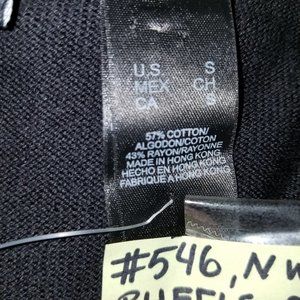 U.S. S
MEX CH
CA S
57% COTTON/
ALGODON/COTON
43% RAYON/RAYONNE
MADE IN HONG KONG
HECHO EN HONG KONG
FABRIQUE A HONG KONG
#546, N